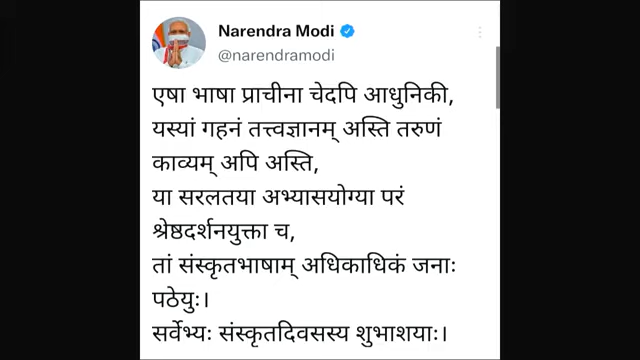 Narendra Modi
@narendramodi
एषा भाषा प्राचीना चेदपि आधुनिकी,
यस्यां गहनं तत्त्वज्ञानम् अस्ति तरुणं
काव्यम् अपि अस्ति,
या सरलतया अभ्यासयोग्या परं
श्रेष्ठदर्शनयुक्ता च,
तां संस्कृतभाषाम् अधिकाधिकं जनाः
पठेयुः।
सर्वेभ्यः संस्कृतदिवसस्य शुभाशयाः।